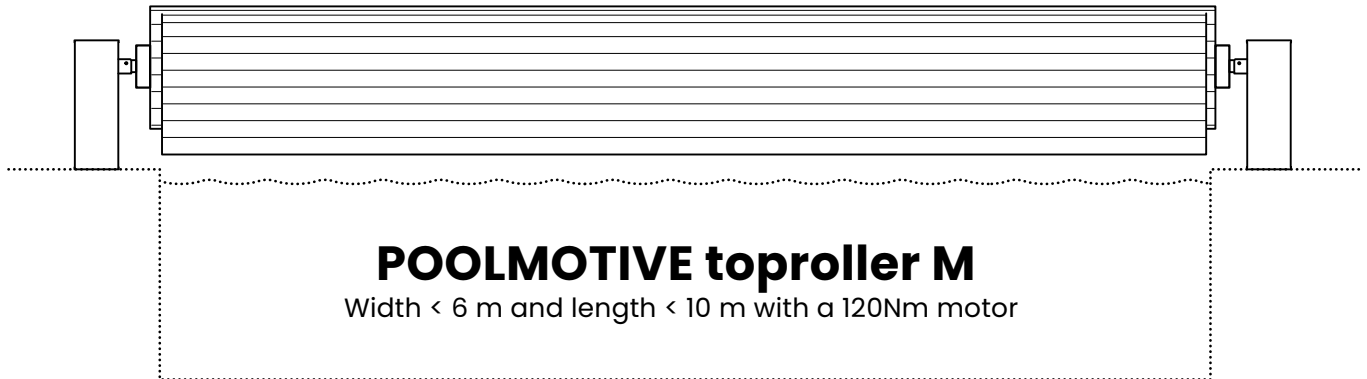 POOLMOTIVE toproller M
Width < 6 m and length < 10 m with a 120Nm motor